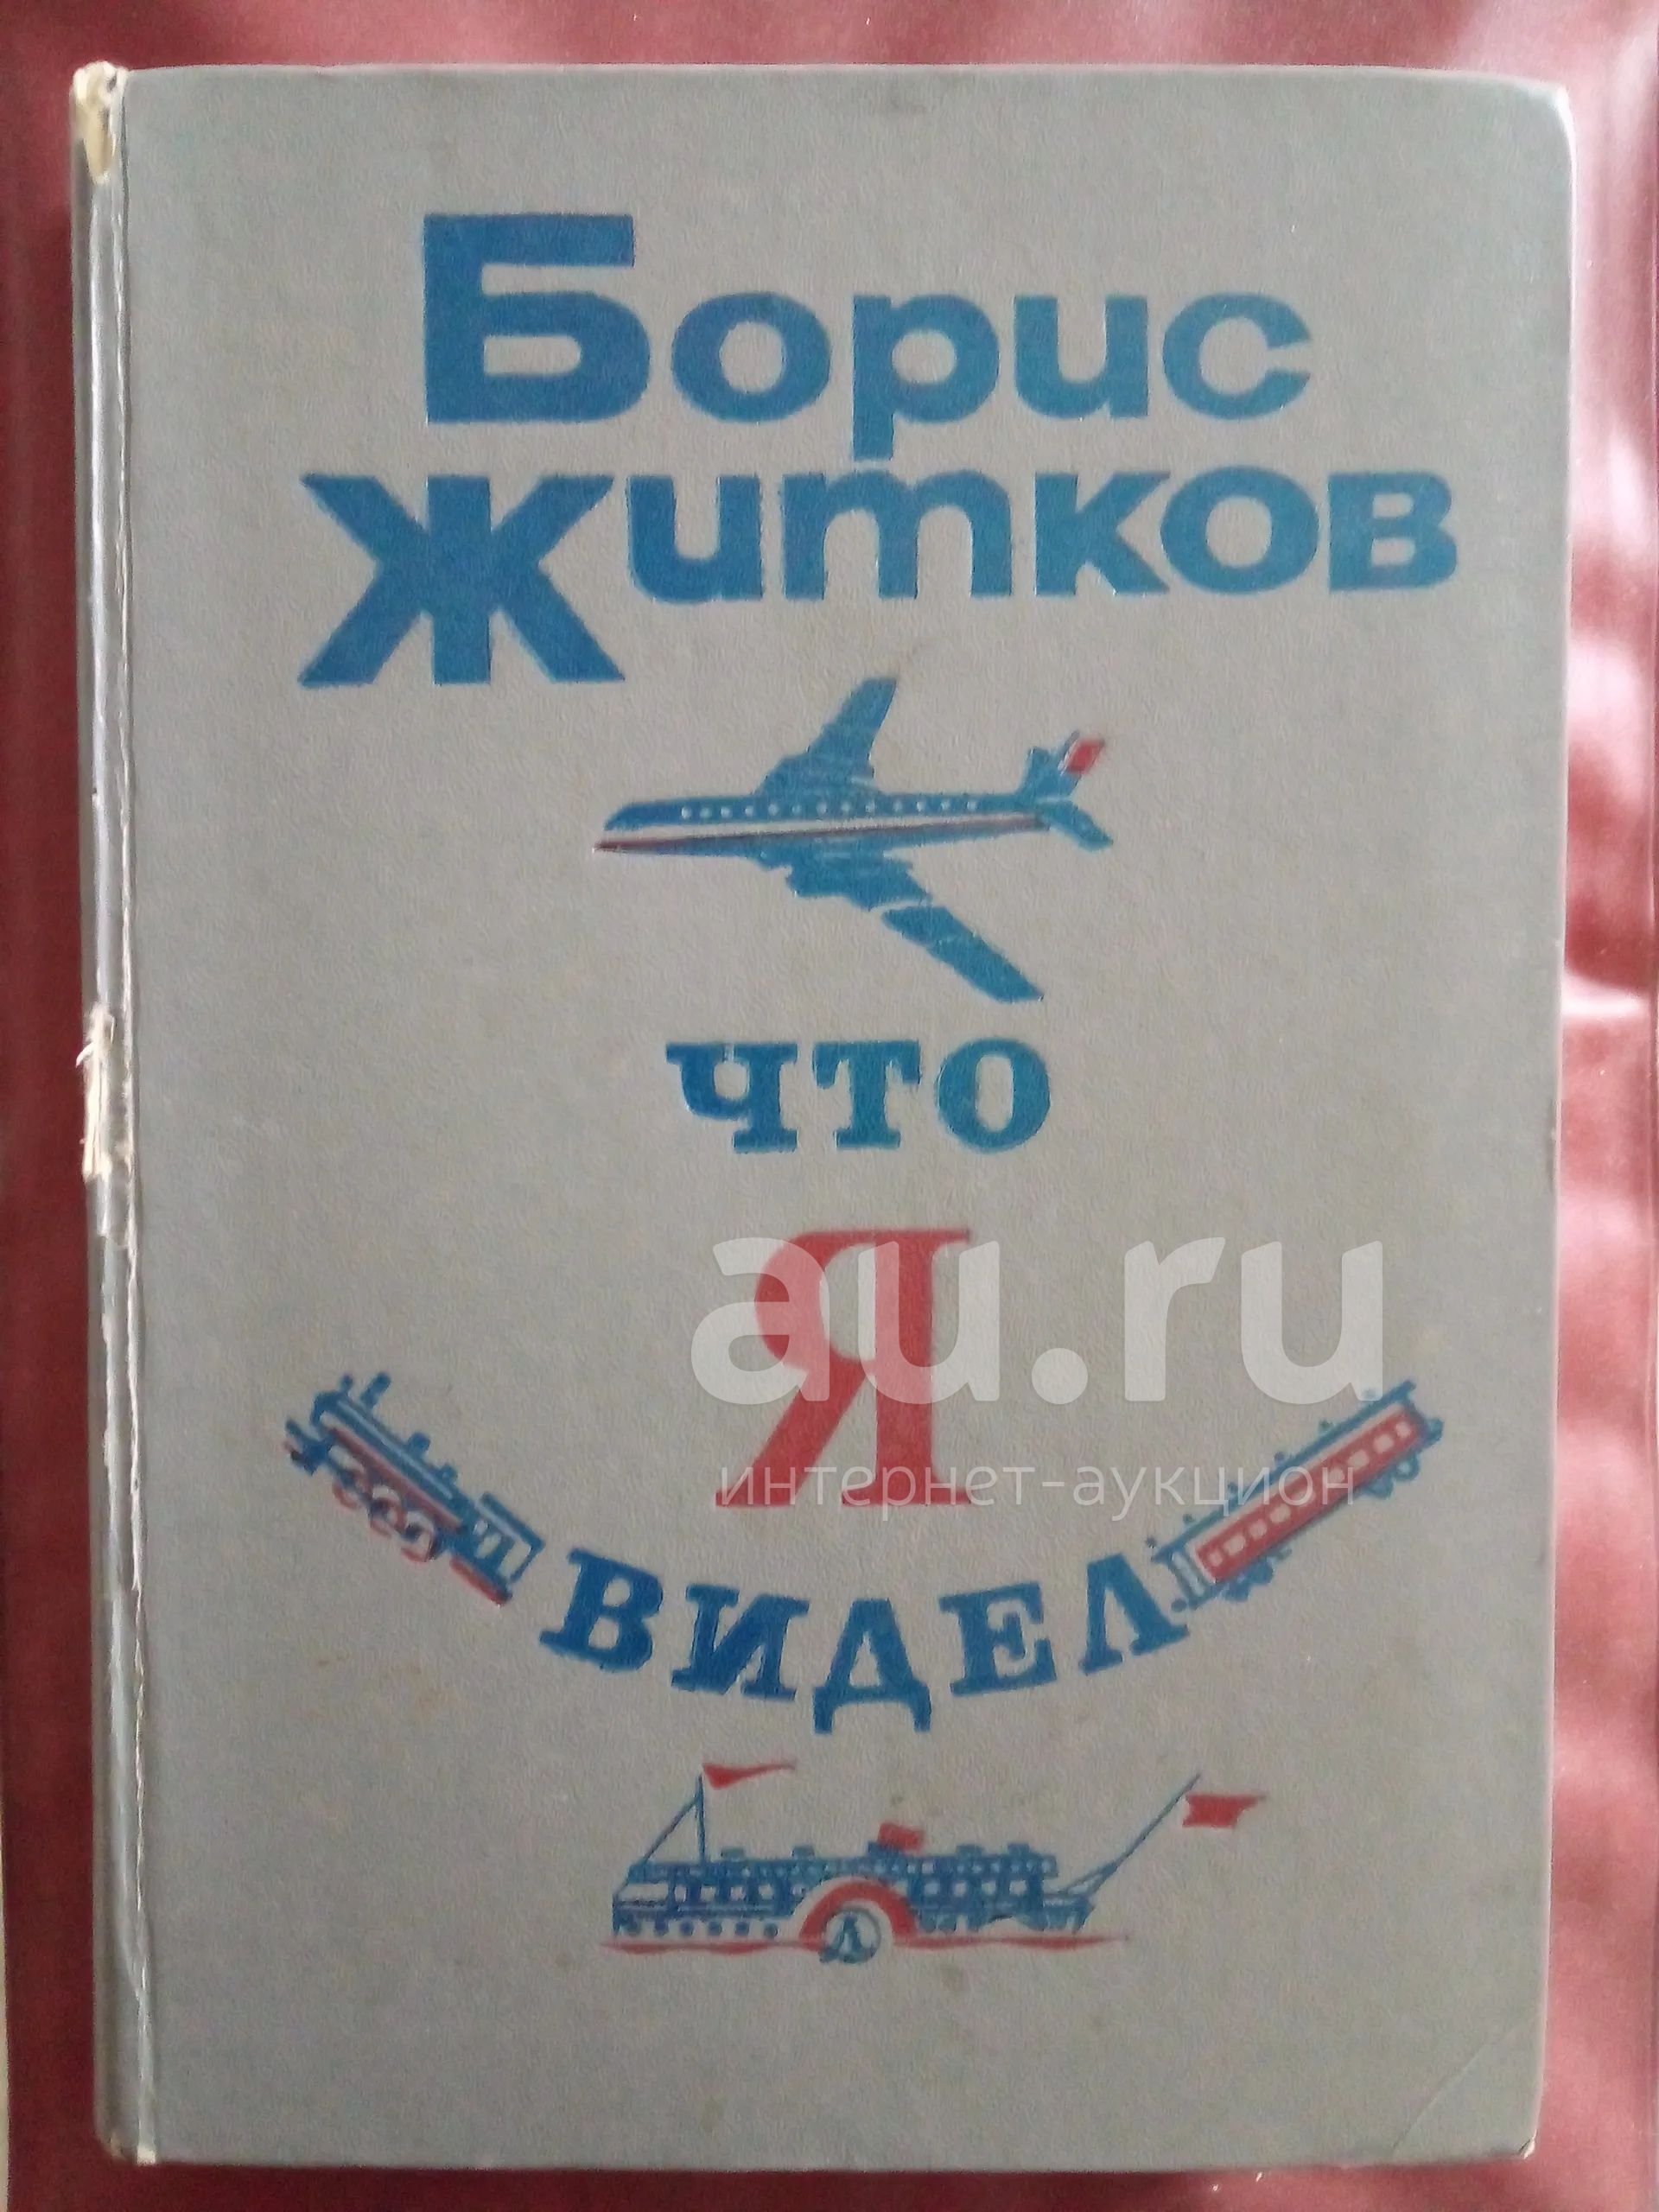 Борис
Житков
что
Я
au.ru
интернет-аукцион
ВИДЕЛ